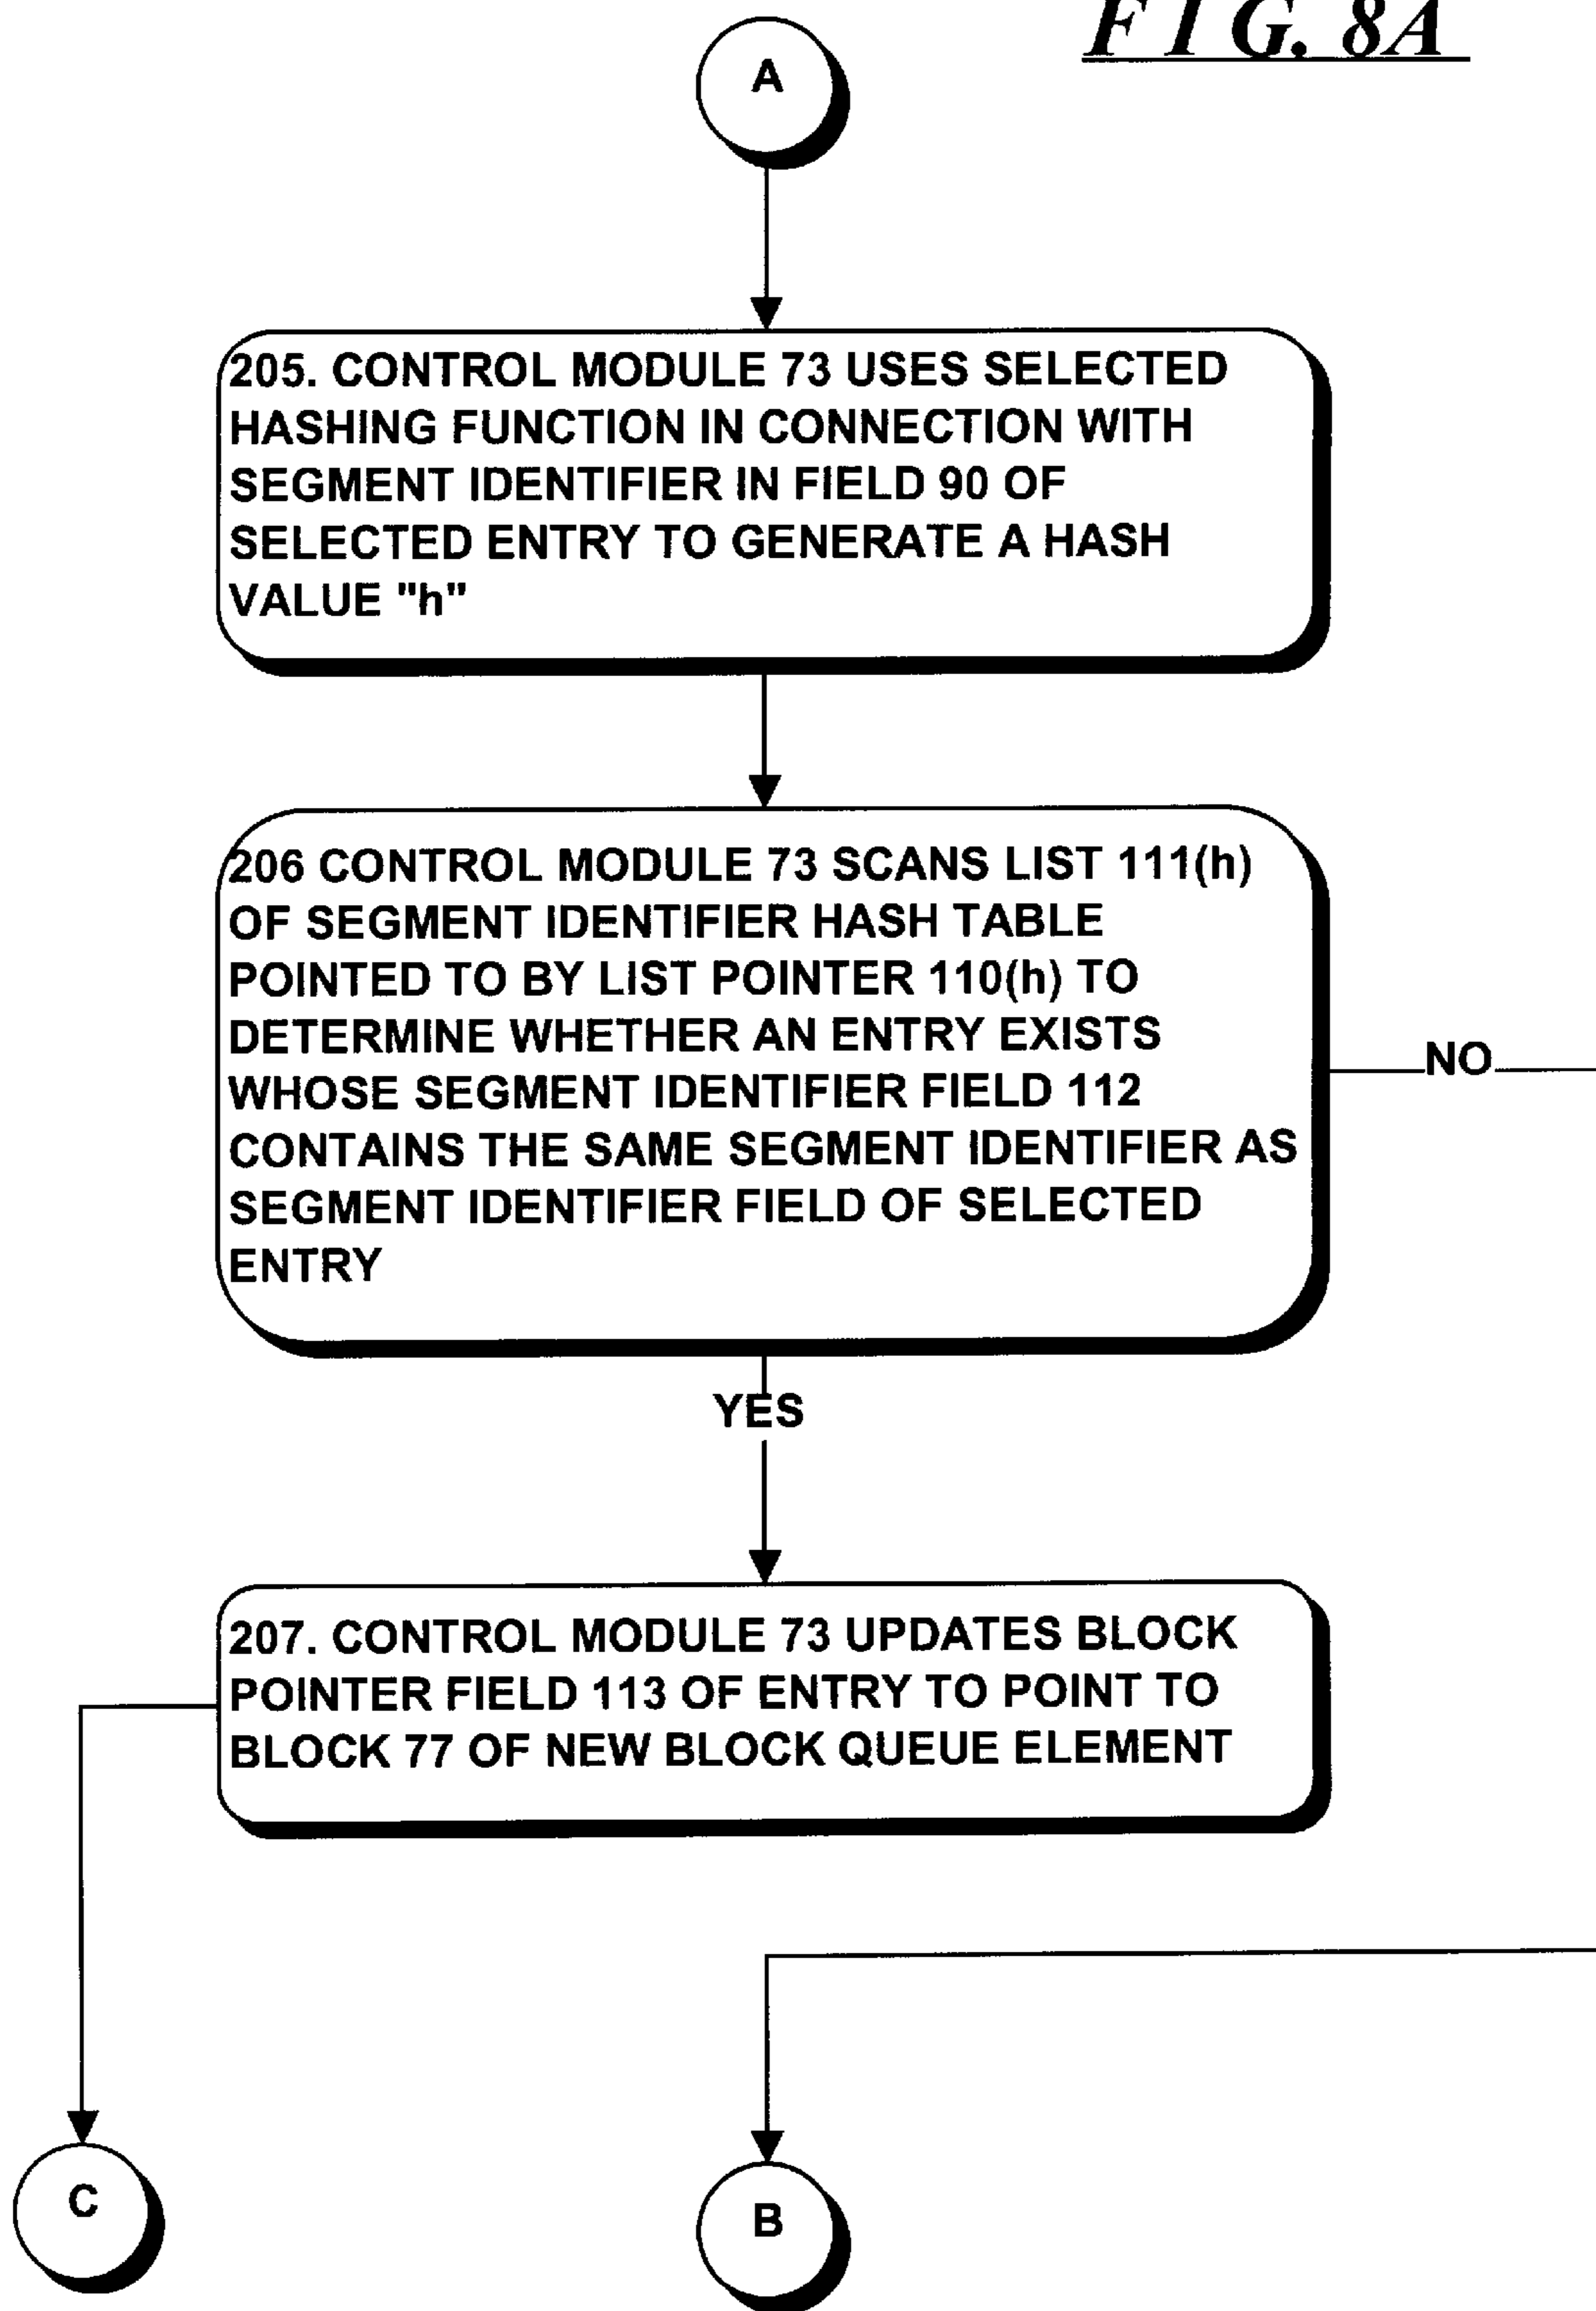 FIG. 8A
A
205. CONTROL MODULE 73 USES SELECTED
HASHING FUNCTION IN CONNECTION WITH
SEGMENT IDENTIFIER IN FIELD 90 OF
SELECTED ENTRY TO GENERATE A HASH
VALUE "h"
206 CONTROL MODULE 73 SCANS LIST 111(h)
OF SEGMENT IDENTIFIER HASH TABLE
POINTED TO BY LIST POINTER 110(h) TO
DETERMINE WHETHER AN ENTRY EXISTS
WHOSE SEGMENT IDENTIFIER FIELD 112
CONTAINS THE SAME SEGMENT IDENTIFIER AS
SEGMENT IDENTIFIER FIELD OF SELECTED
ENTRY
NO
YES
207. CONTROL MODULE 73 UPDATES BLOCK
POINTER FIELD 113 OF ENTRY TO POINT TO
BLOCK 77 OF NEW BLOCK QUEUE ELEMENT
C
B